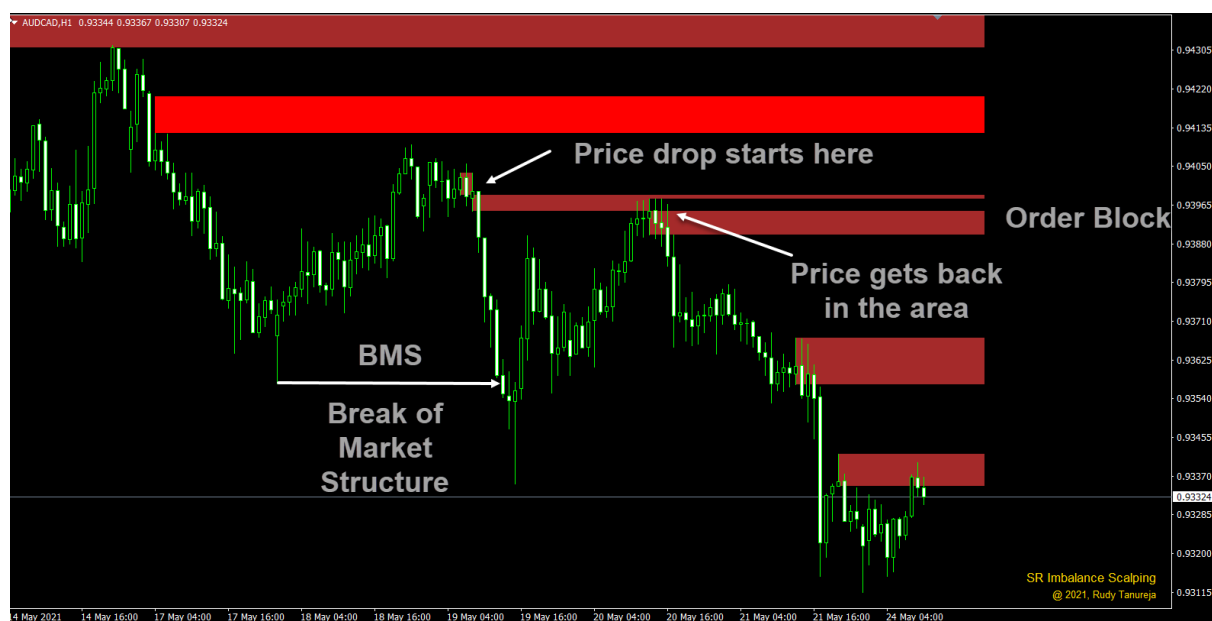 AUDCAD,H1 0.93344 0.93367 0.93307 0.93324
0.94305
0.94220
0.94135
Price drop starts here
0.94050
0.93965
Order Block
0.93880
Price gets back
in the area
0.93795
0.93710
BMS
0.93625
0.93540
Break of
Market
Structure
0.93455
0.93370
0.93324
0.93285
0.93200
SR Imbalance Scalping
@ 2021, Rudy Tanureja
0.93115
14 May 2021 14 May 16:00 17 May 04:00 17 May 16:00 18 May 04:00 18 May 16:00 19 May 04:00 19 May 16:00 20 May 04:00 20 May 16:00 21 May 04:00 21 May 16:00 24 May 04:00